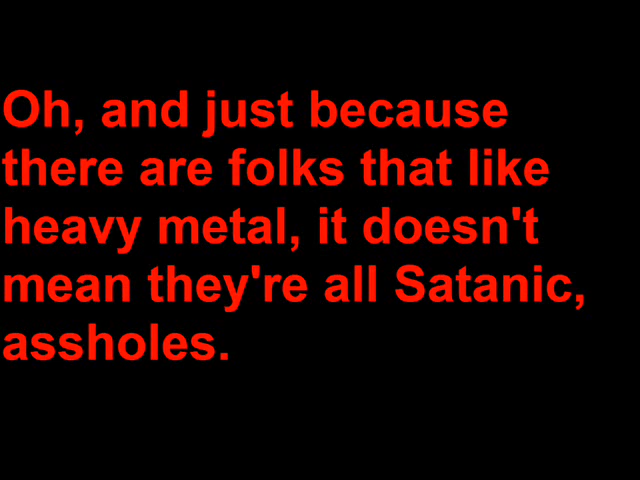 Oh, and just because
there are folks that like
heavy metal, it doesn't
mean they're all Satanic,
assholes.